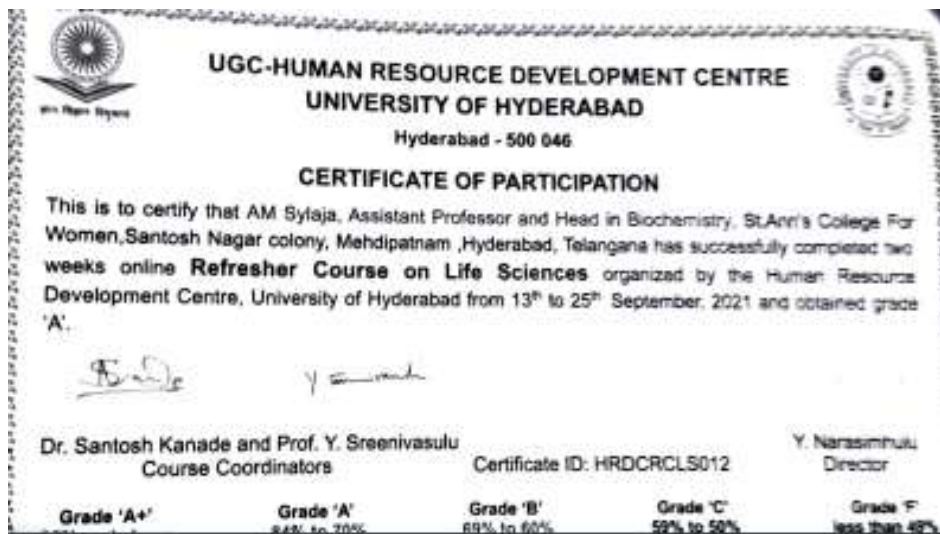 UGC-HUMAN RESOURCE DEVELOPMENT CENTRE
UNIVERSITY OF HYDERABAD
Hyderabad - 500 046
CERTIFICATE OF PARTICIPATION
This is to certify that AM Sylaja, Assistant Professor and Head in Biochemistry, St.Ann's College For
Women,Santosh Nagar colony, Mehdipatnam ,Hyderabad, Telangana has successfully completed two
weeks online Refresher Course on Life Sciences organized by the Human Resource
Development Centre, University of Hyderabad from 13th to 25th September, 2021 and obtained grade
'A'.
Dr. Santosh Kanade and Prof. Y. Sreenivasulu
Course Coordinators
Certificate ID: HRDCRCLS012
Y. Narasimhulu
Director
Grade 'A+' Grade 'A' Grade 'B' Grade 'C' Grade 'F'
84% to 70% 69% to 60% 59% to 50% less than 49%